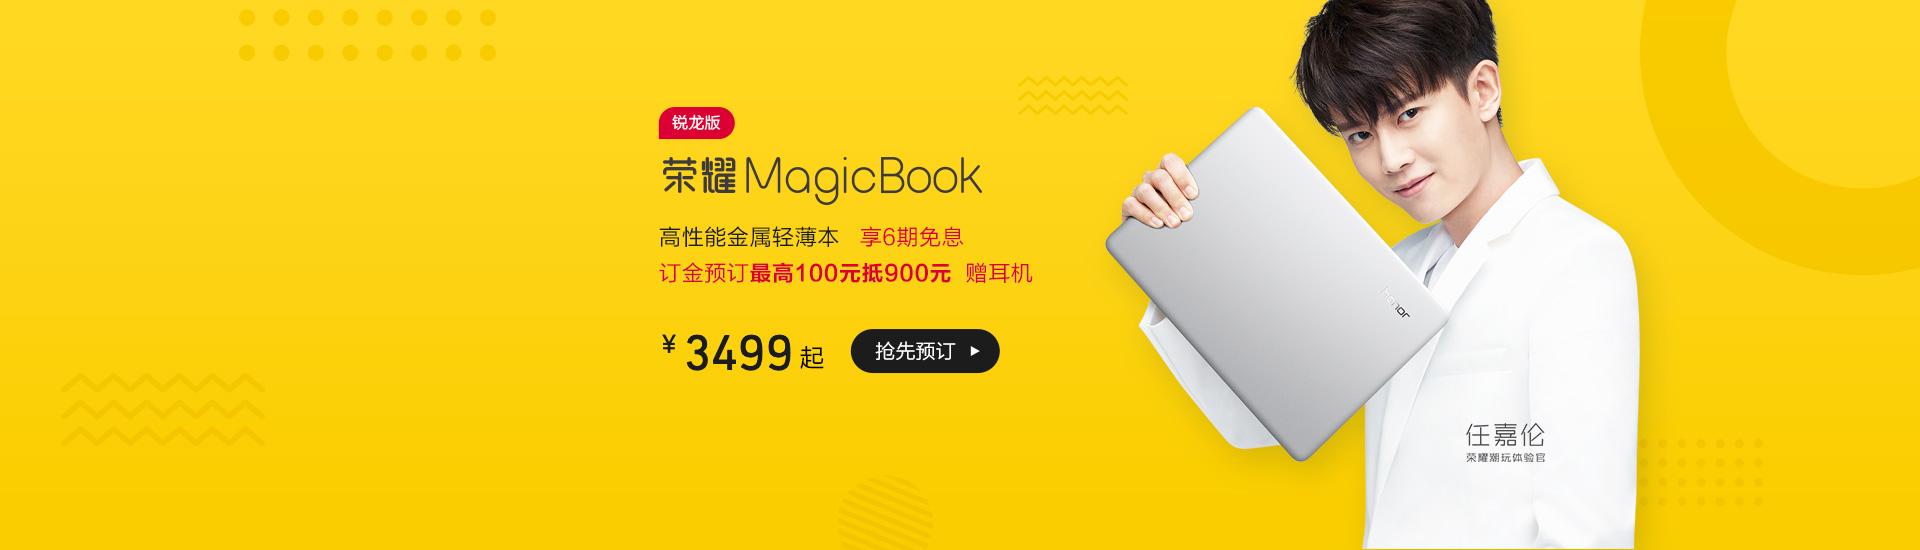 锐龙版
荣耀MagicBook
高性能金属轻薄本 享6期免息
订金预订最高100元抵900元 赠耳机
¥3499起 抢先预订
honor
任嘉伦
荣耀潮玩体验官